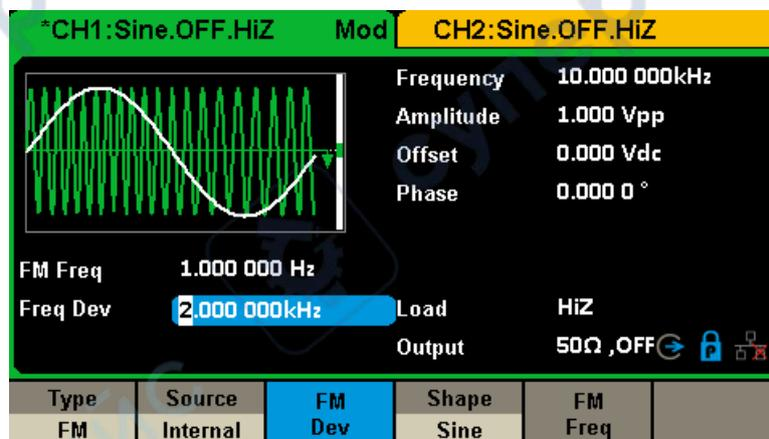 *CH1:Sine.OFF.HiZ Mod CH2:Sine.OFF.HiZ
Frequency 10.000 000kHz
Amplitude 1.000 Vpp
Offset 0.000 Vdc
Phase 0.000 0 °
FM Freq 1.000 000 Hz
Freq Dev 2.000 000kHz
Load HiZ
Output 50Ω ,OFF P
Type Source FM Shape FM
FM Internal Dev Sine Freq